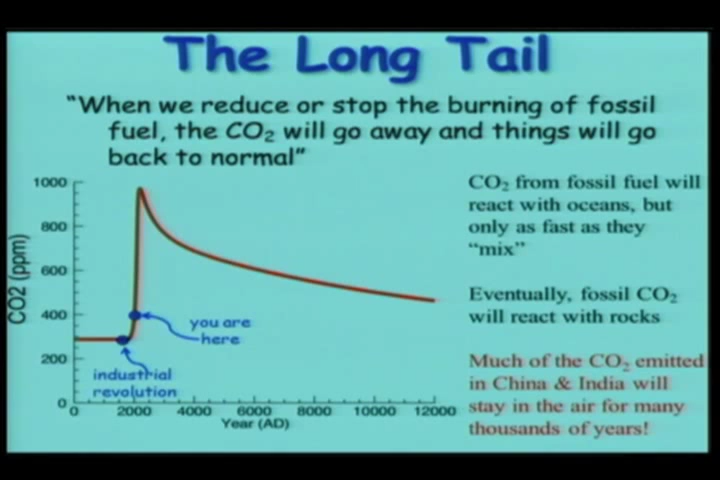 The Long Tail
“When we reduce or stop the burning of fossil
fuel, the CO₂ will go away and things will go
back to normal”
CO₂ from fossil fuel will
react with oceans, but
only as fast as they
“mix”
Eventually, fossil CO₂
will react with rocks
Much of the CO₂ emitted
in China & India will
stay in the air for many
thousands of years!
CO2 (ppm)
1000
800
600
400
200
0
you are
here
industrial
revolution
0 2000 4000 6000 8000 10000 12000
Year (AD)